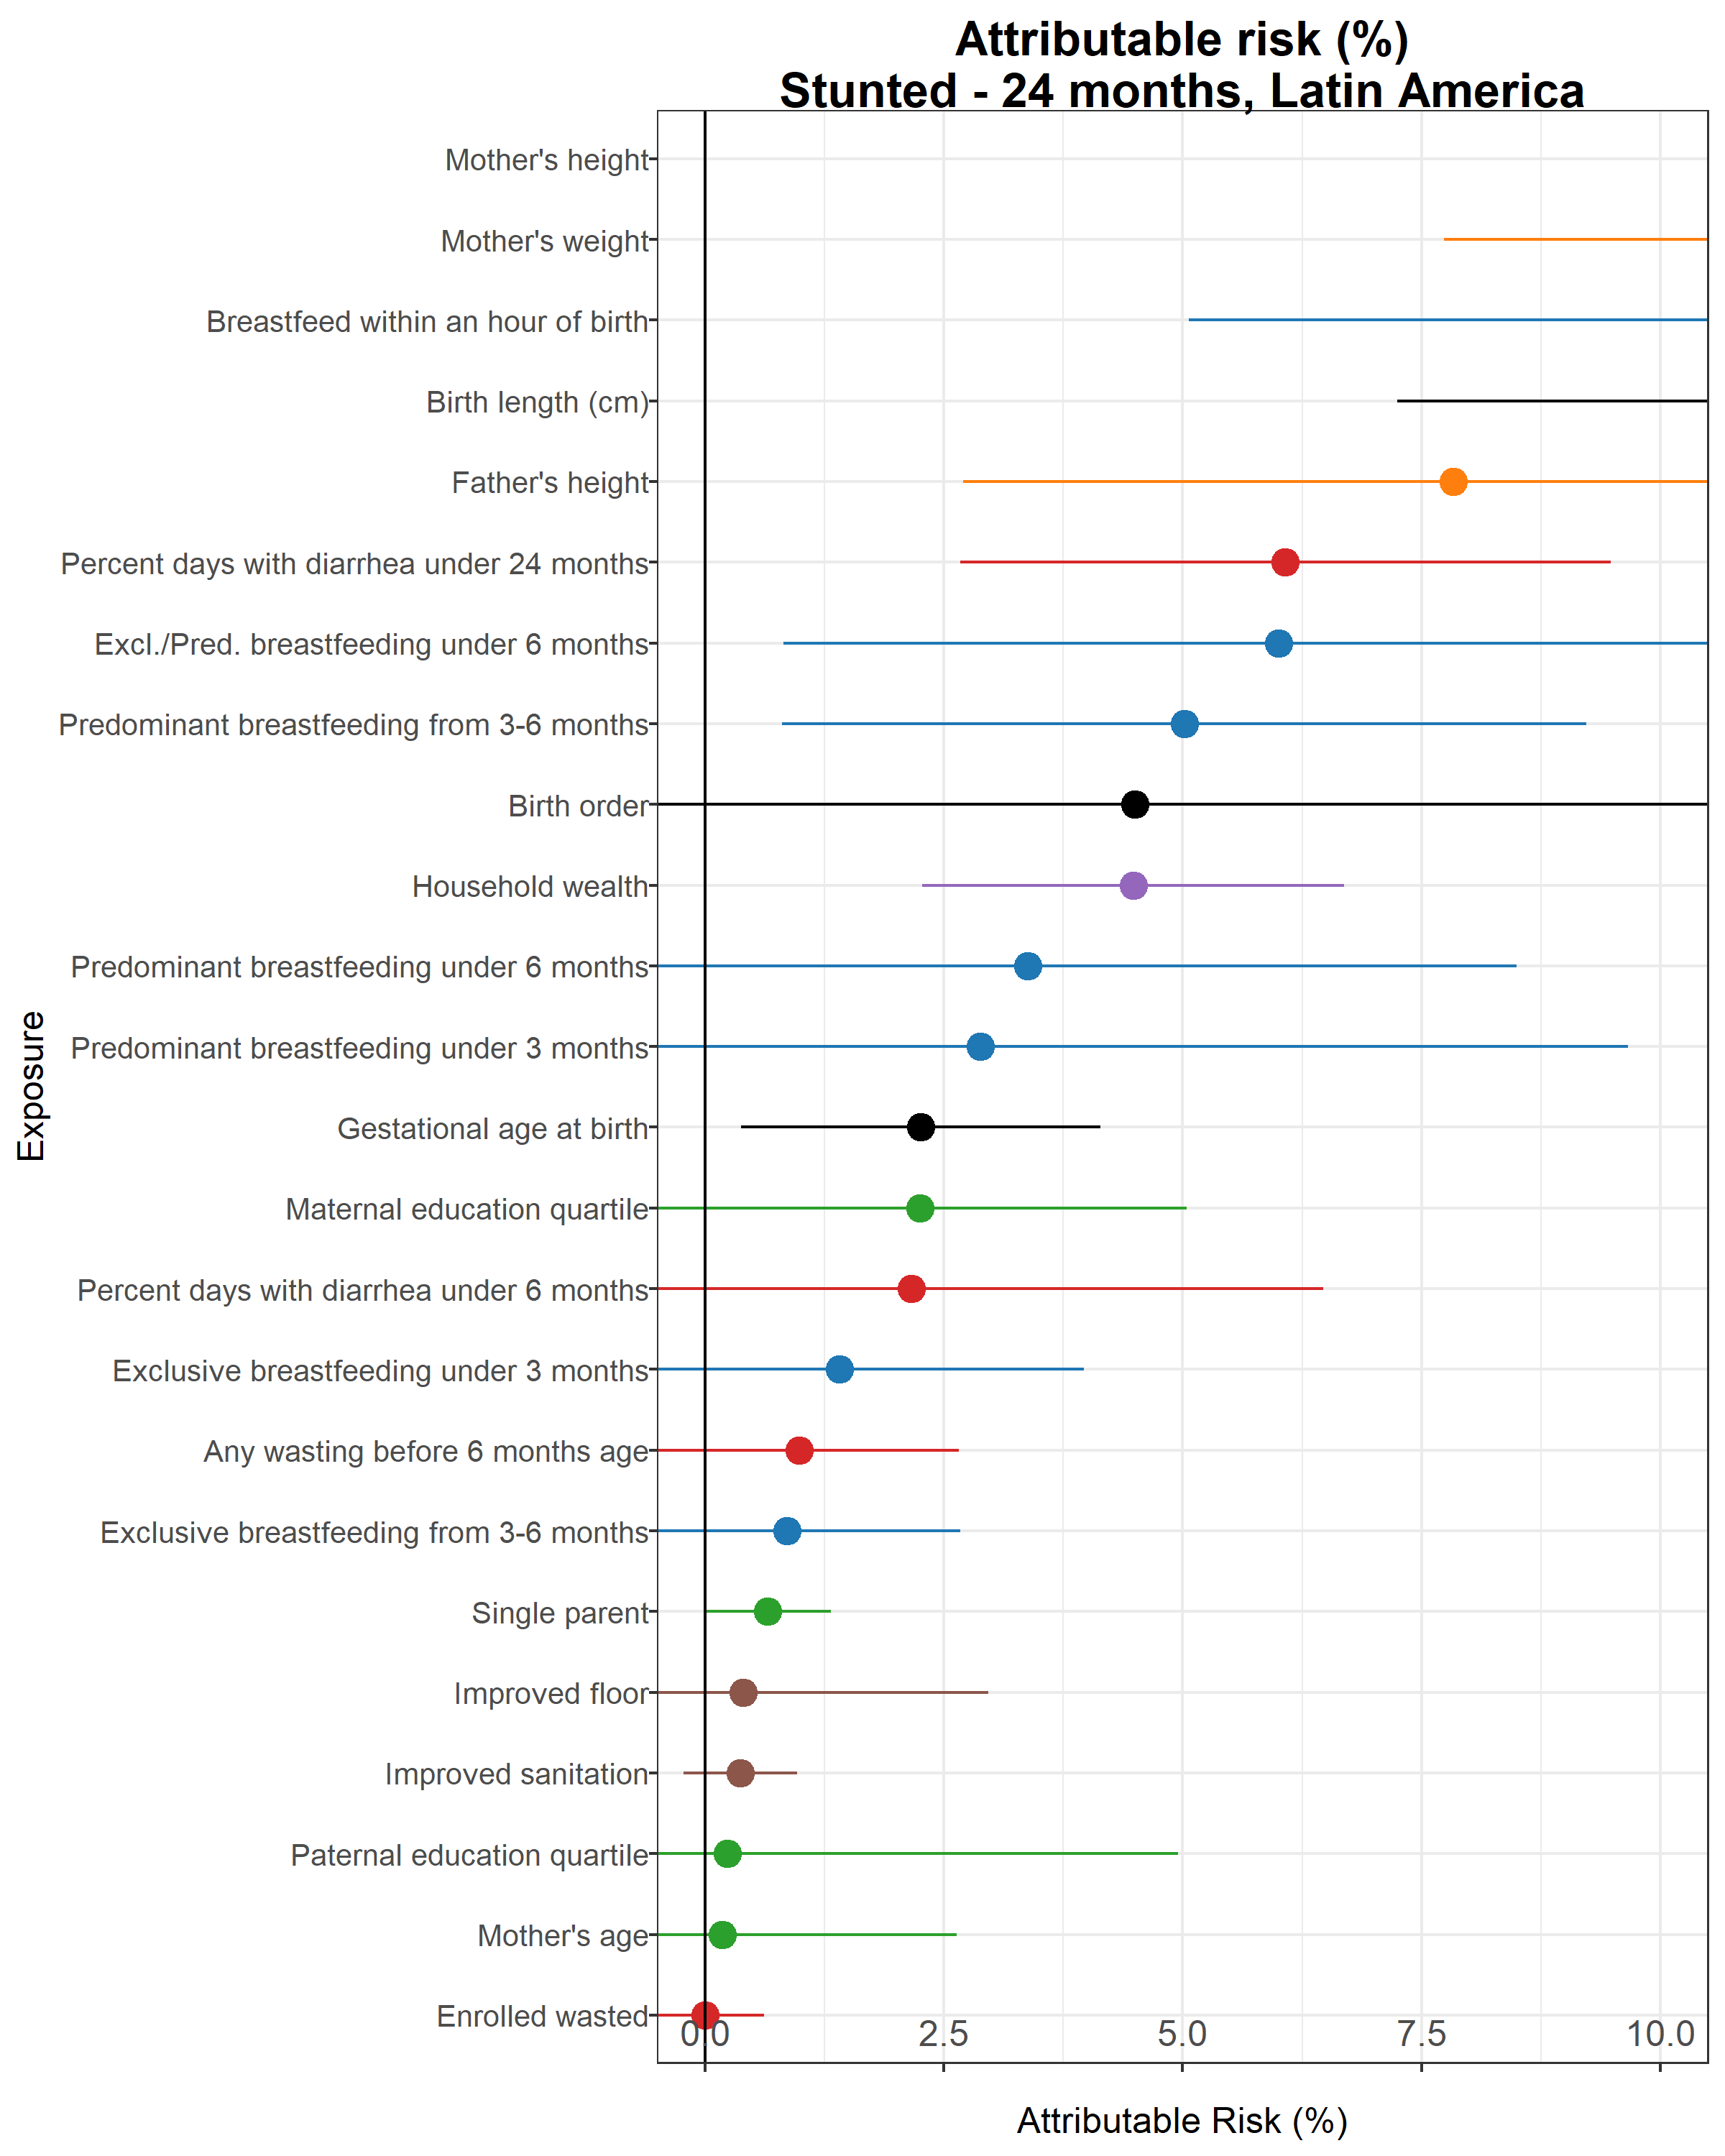 Attributable risk (%)
Stunted - 24 months, Latin America
Mother's height
Mother's weight
Breastfeed within an hour of birth
Birth length (cm)
Father's height
Percent days with diarrhea under 24 months
Excl./Pred. breastfeeding under 6 months
Predominant breastfeeding from 3-6 months
Birth order
Household wealth
Predominant breastfeeding under 6 months
Predominant breastfeeding under 3 months
Gestational age at birth
Maternal education quartile
Percent days with diarrhea under 6 months
Exclusive breastfeeding under 3 months
Any wasting before 6 months age
Exclusive breastfeeding from 3-6 months
Single parent
Improved floor
Improved sanitation
Paternal education quartile
Mother's age
Enrolled wasted
Exposure
0.0 2.5 5.0 7.5 10.0
Attributable Risk (%)